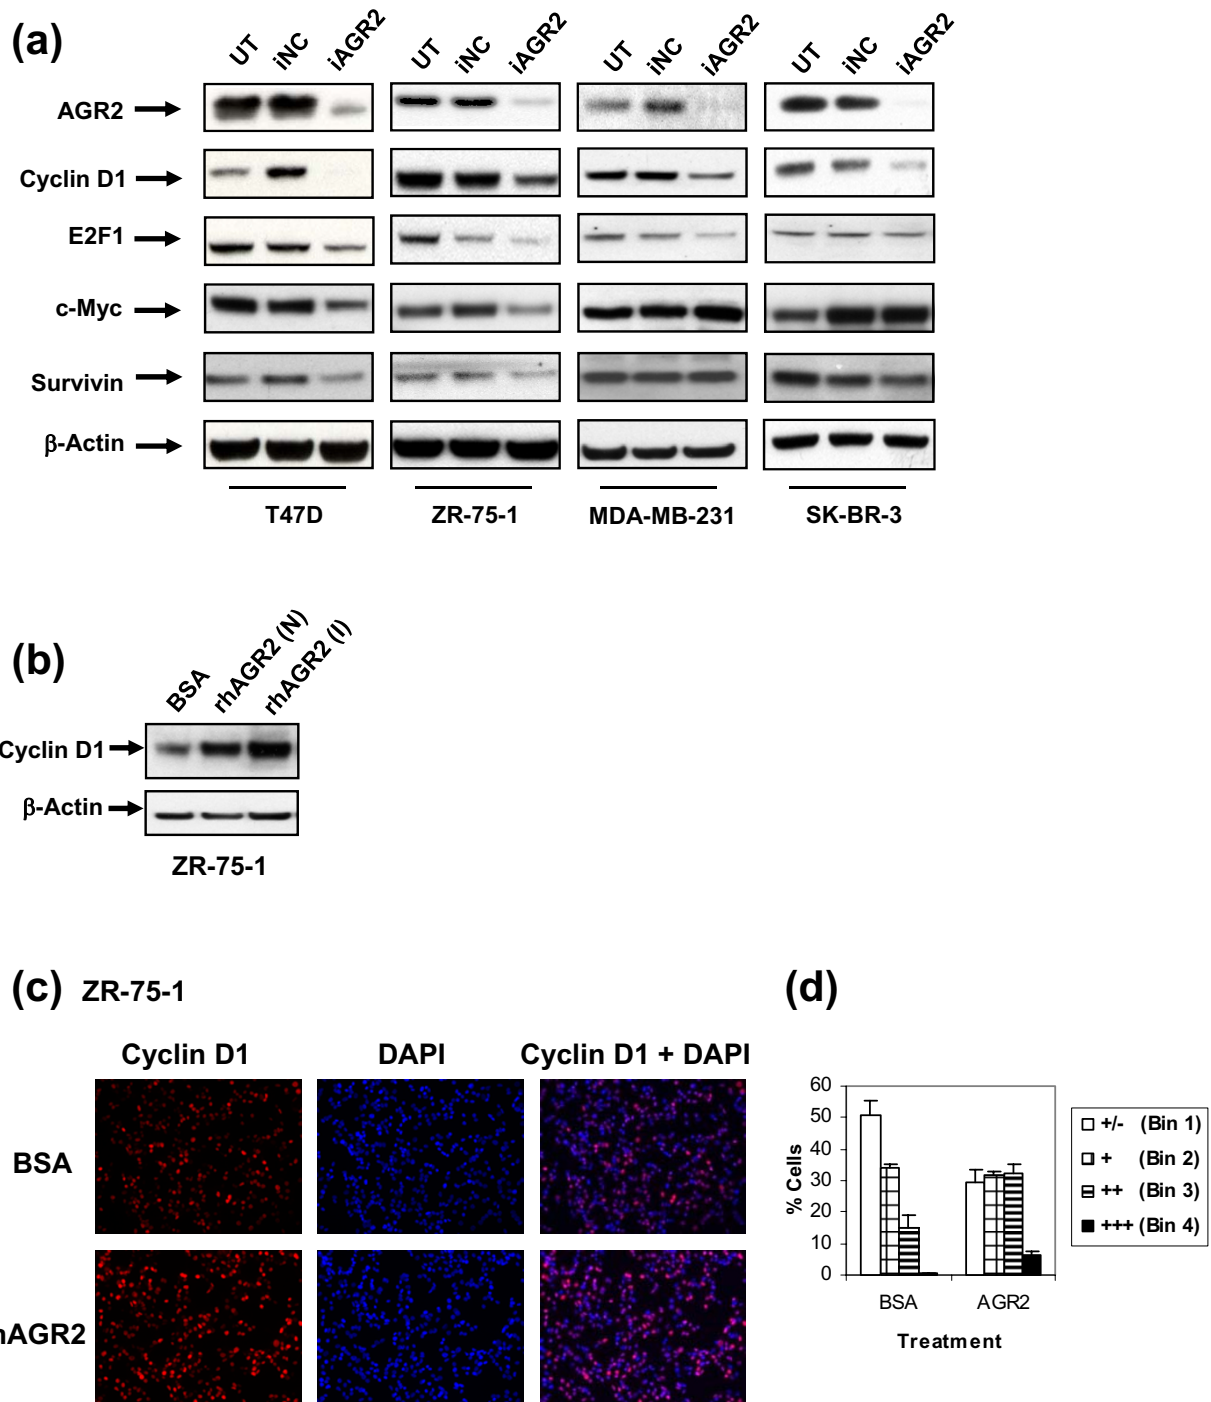 (a)
UT iNC iAGR2 UT iNC iAGR2 UT iNC iAGR2 UT iNC iAGR2
AGR2
Cyclin D1
E2F1
c-Myc
Survivin
β-Actin
T47D ZR-75-1 MDA-MB-231 SK-BR-3
(b)
BSA rhAGR2 (N) rhAGR2 (I)
Cyclin D1
β-Actin
ZR-75-1
(c) ZR-75-1
Cyclin D1 DAPI Cyclin D1 + DAPI
BSA
hAGR2
(d)
60
50
40
30
20
10
0
% Cells
BSA AGR2
Treatment
+/- (Bin 1)
+ (Bin 2)
++ (Bin 3)
+++ (Bin 4)